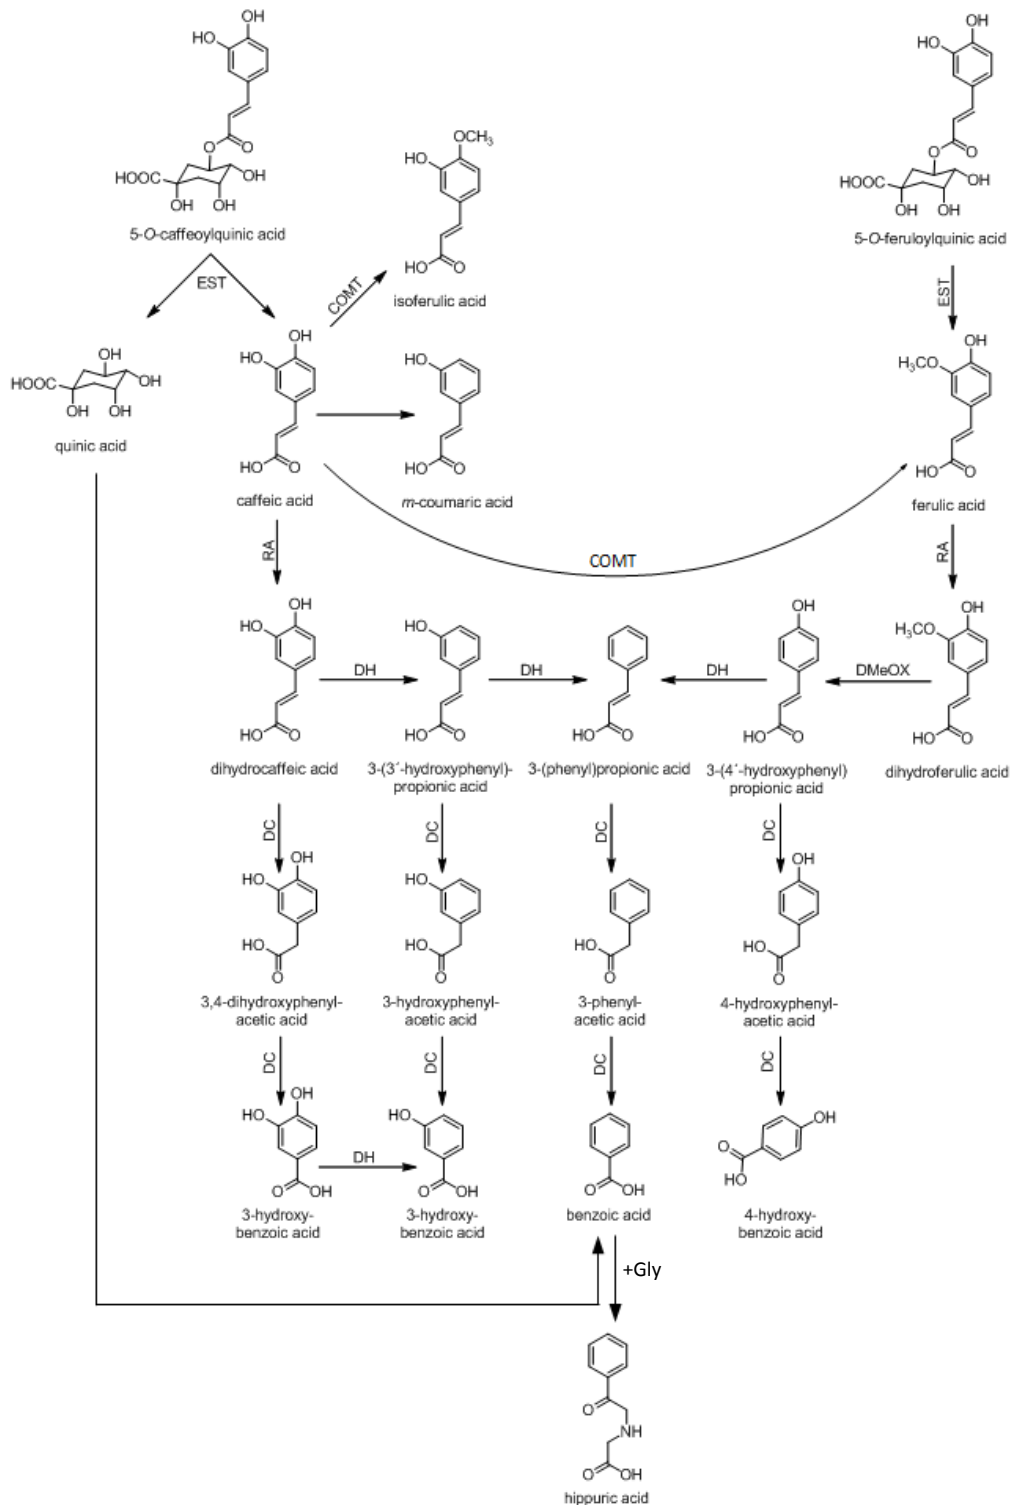 OH
HO
O
O
HOOC
OH
OH
OH
5-O-caffeoylquinic acid
OH
HO
O
O
HOOC
OH
OH
OH
5-O-feruloylquinic acid
OCH3
HO
HO
O
isoferulic acid
EST
COMT
EST
OH
HOOC
OH
OH
OH
quinic acid
OH
HO
HO
O
caffeic acid
HO
HO
O
m-coumaric acid
OH
H3CO
HO
O
ferulic acid
COMT
RA
RA
OH
HO
HO
O
dihydrocaffeic acid
DH
HO
HO
O
3-(3´-hydroxyphenyl)-
propionic acid
DH
HO
O
3-(phenyl)propionic acid
DH
OH
HO
O
3-(4´-hydroxyphenyl)
propionic acid
DMeOX
OH
H3CO
HO
O
dihydroferulic acid
DC
DC
DC
DC
OH
HO
HO
O
3,4-dihydroxyphenyl-
acetic acid
HO
HO
O
3-hydroxyphenyl-
acetic acid
HO
O
3-phenyl-
acetic acid
OH
HO
O
4-hydroxyphenyl-
acetic acid
DC
DC
DC
DC
OH
HO
O
OH
3-hydroxy-
benzoic acid
DH
HO
O
OH
3-hydroxy-
benzoic acid
O
OH
benzoic acid
OH
O
HO
4-hydroxy-
benzoic acid
+Gly
O
NH
O
OH
hippuric acid